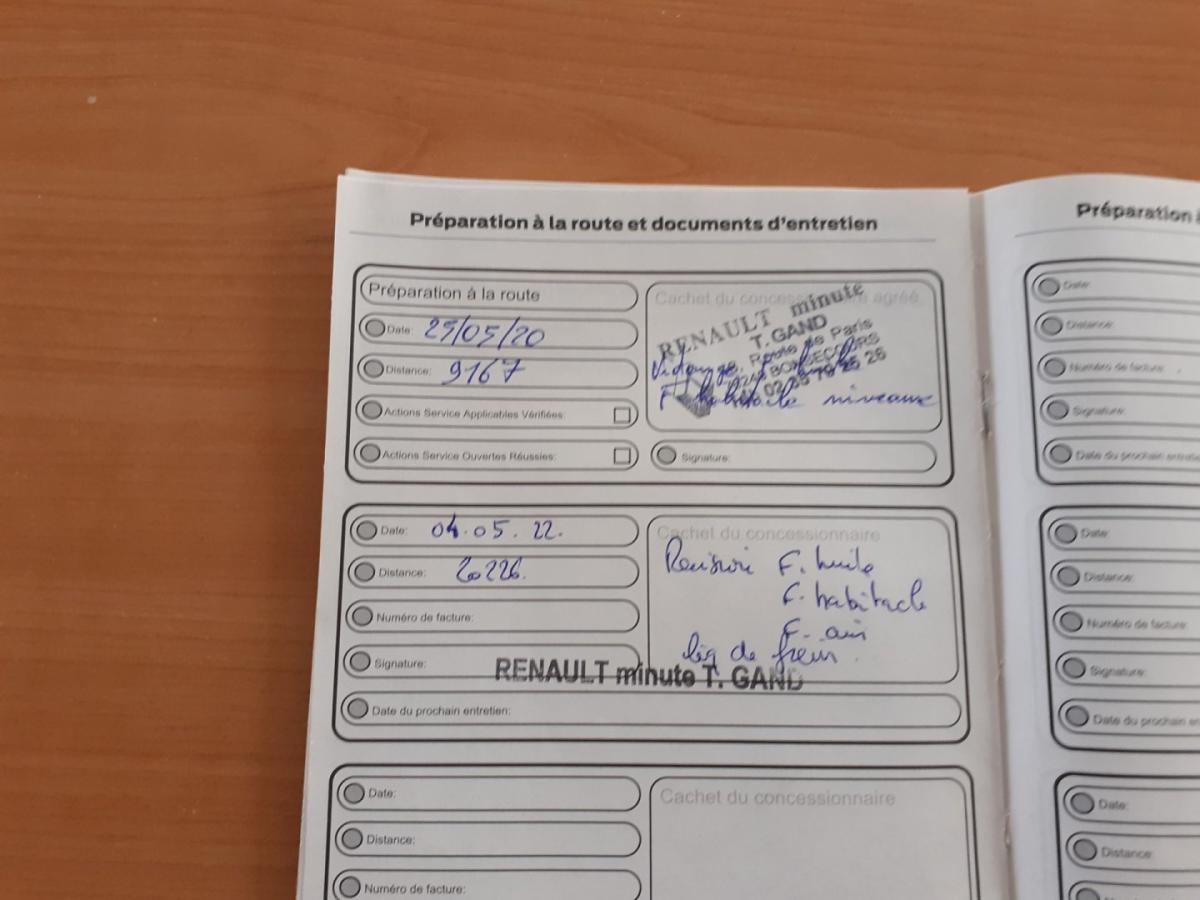 Préparation à la route et documents d'entretien
Préparation à la route
Date: 25/05/20
Distance: 9167
Actions Service Applicables Vérifiées:
Actions Service Ouvertes Réussies:
Cachet du concessionnaire agréé
RENAULT minute
T. GAND
Route de Paris
BONSECOURS
Vidange
F habitacle niveaux
Signature:
Date: 04.05.22.
Distance: 20226.
Numéro de facture:
Signature:
Cachet du concessionnaire
Revision F. huile
F. habitacle
F. air
liq de frein.
RENAULT minute T. GAND
Date du prochain entretien:
Date:
Distance:
Numéro de facture:
Cachet du concessionnaire
Préparation
Date:
Distance:
Numéro de facture:
Signature:
Date du prochain
Date:
Distance:
Numéro de facture:
Signature:
Date du prochain
Date:
Distance: